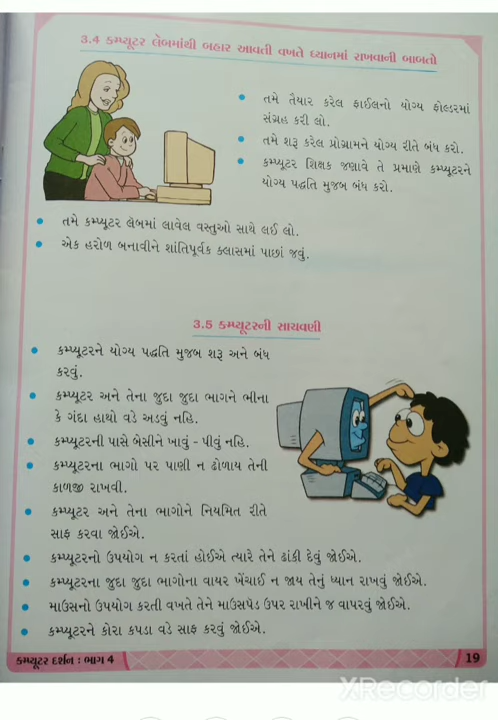 3.4 કમ્પ્યૂટર લૅબમાંથી બહાર આવતી વખતે ધ્યાનમાં રાખવાની બાબતો
• તમે તૈયાર કરેલ ફાઈલનો યોગ્ય ફોલ્ડરમાં
સંગ્રહ કરી લો.
• તમે શરૂ કરેલ પ્રોગ્રામને યોગ્ય રીતે બંધ કરો.
• કમ્પ્યૂટર શિક્ષક જણાવે તે પ્રમાણે કમ્પ્યૂટરને
યોગ્ય પદ્ધતિ મુજબ બંધ કરો.
• તમે કમ્પ્યૂટર લૅબમાં લાવેલ વસ્તુઓ સાથે લઈ લો.
• એક હરોળ બનાવીને શાંતિપૂર્વક ક્લાસમાં પાછાં જવું.
3.5 કમ્પ્યૂટરની સાચવણી
• કમ્પ્યૂટરને યોગ્ય પદ્ધતિ મુજબ શરૂ અને બંધ
કરવું.
• કમ્પ્યૂટર અને તેના જુદા જુદા ભાગને ભીના
કે ગંદા હાથો વડે અડવું નહિ.
• કમ્પ્યૂટરની પાસે બેસીને ખાવું - પીવું નહિ.
• કમ્પ્યૂટરના ભાગો પર પાણી ન ઢોળાય તેની
કાળજી રાખવી.
• કમ્પ્યૂટર અને તેના ભાગોને નિયમિત રીતે
સાફ કરવા જોઈએ.
• કમ્પ્યૂટરનો ઉપયોગ ન કરતાં હોઈએ ત્યારે તેને ઢાંકી દેવું જોઈએ.
• કમ્પ્યૂટરના જુદા જુદા ભાગોના વાયર ખેંચાઈ ન જાય તેનું ધ્યાન રાખવું જોઈએ.
• માઉસનો ઉપયોગ કરતી વખતે તેને માઉસપૅડ ઉપર રાખીને જ વાપરવું જોઈએ.
• કમ્પ્યૂટરને કોરા કપડા વડે સાફ કરવું જોઈએ.
કમ્પ્યૂટર દર્શન : ભાગ 4
19
XRecorder